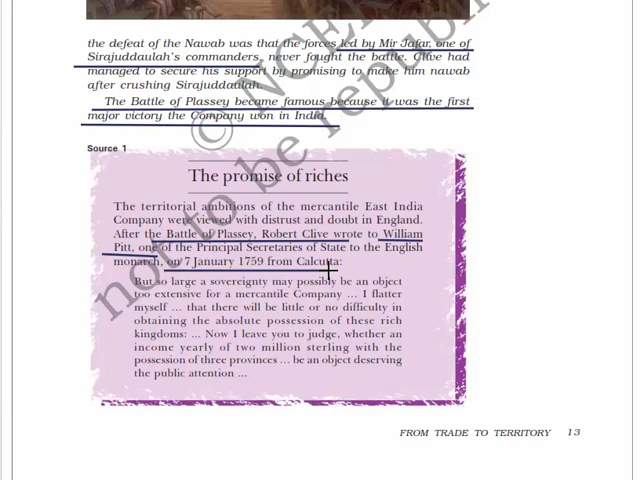 the defeat of the Nawab was that the forces led by Mir Jafar, one of
Sirajuddaulah's commanders, never fought the battle. Clive had
managed to secure his support by promising to make him nawab
after crushing Sirajuddaulah.
The Battle of Plassey became famous because it was the first
major victory the Company won in India.
Source 1
The promise of riches
The territorial ambitions of the mercantile East India
Company were viewed with distrust and doubt in England.
After the Battle of Plassey, Robert Clive wrote to William
Pitt, one of the Principal Secretaries of State to the English
monarch, on 7 January 1759 from Calcutta:
But so large a sovereignty may possibly be an object
too extensive for a mercantile Company ... I flatter
myself ... that there will be little or no difficulty in
obtaining the absolute possession of these rich
kingdoms: ... Now I leave you to judge, whether an
income yearly of two million sterling with the
possession of three provinces ... be an object deserving
the public attention ...
FROM TRADE TO TERRITORY 13
© NCE
not to be republi